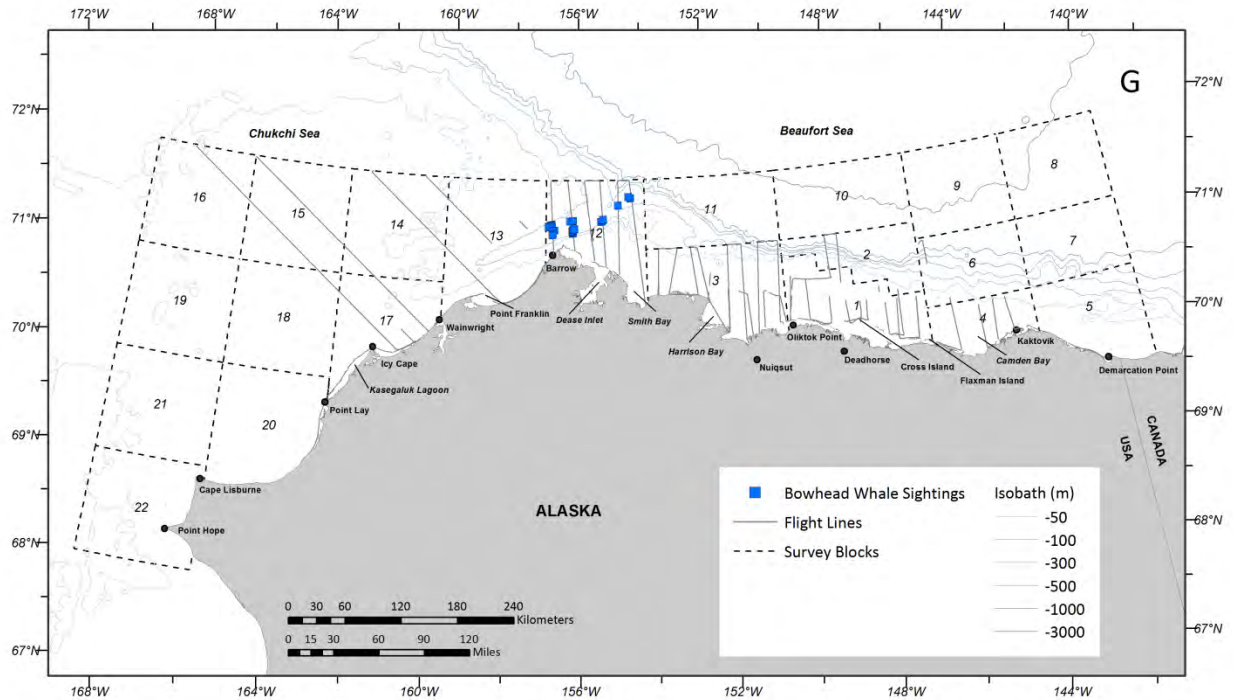 172°W 168°W 164°W 160°W 156°W 152°W 148°W 144°W 140°W
G
72°N 72°N
Chukchi Sea Beaufort Sea
8
16 15 14 13 12 11 10 9
71°N 71°N
Barrow
2 6 7
19 18 17 3 1 4 5
Point Franklin Dease Inlet Smith Bay
70°N 70°N
Wainwright
Icy Cape
Harrison Bay
Oliktok Point
Kaktovik
Kasegaluk Lagoon
Nuiqsut
Deadhorse
Cross Island
Camden Bay
Flaxman Island
Demarcation Point
21 20
Point Lay
69°N 69°N
Cape Lisburne
USA
CANADA
22
Point Hope
ALASKA
68°N 68°N
Bowhead Whale Sightings
Flight Lines
Survey Blocks
Isobath (m)
-50
-100
-300
-500
-1000
-3000
0 30 60 120 180 240
Kilometers
0 15 30 60 90 120
Miles
67°N 67°N
168°W 164°W 160°W 156°W 152°W 148°W 144°W